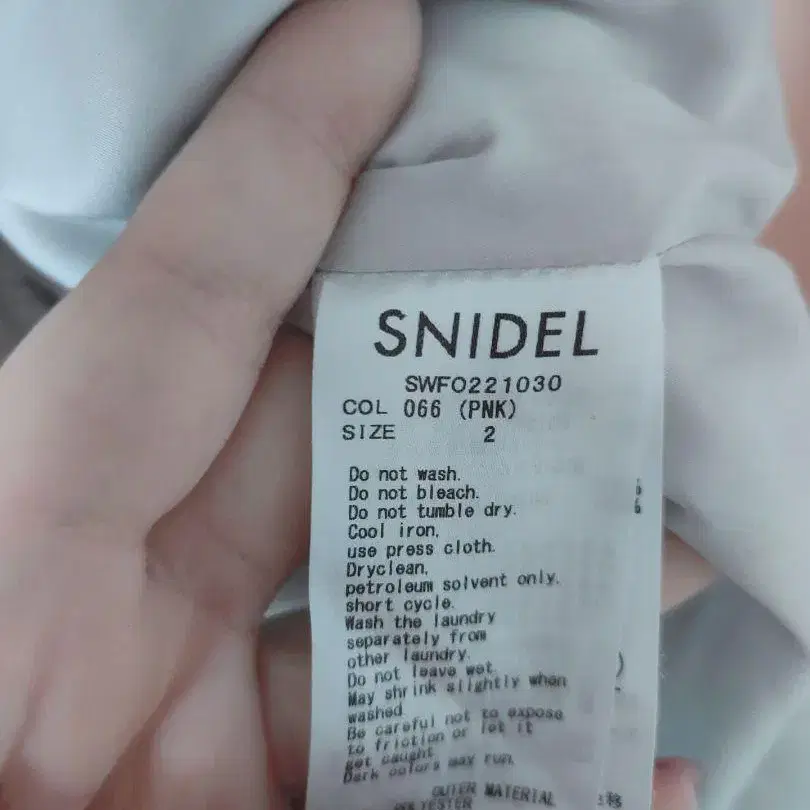 SNIDEL
SWFO221030
COL 066 (PNK)
SIZE 2
Do not wash.
Do not bleach.
Do not tumble dry.
Cool iron,
use press cloth.
Dryclean,
petroleum solvent only.
short cycle.
Wash the laundry
separately from
other laundry.
Do not leave wet.
May shrink slightly when
washed.
Be careful not to expose
to friction or let it
get caught.
Dark colors may run.
OUTER MATERIAL
POLYESTER